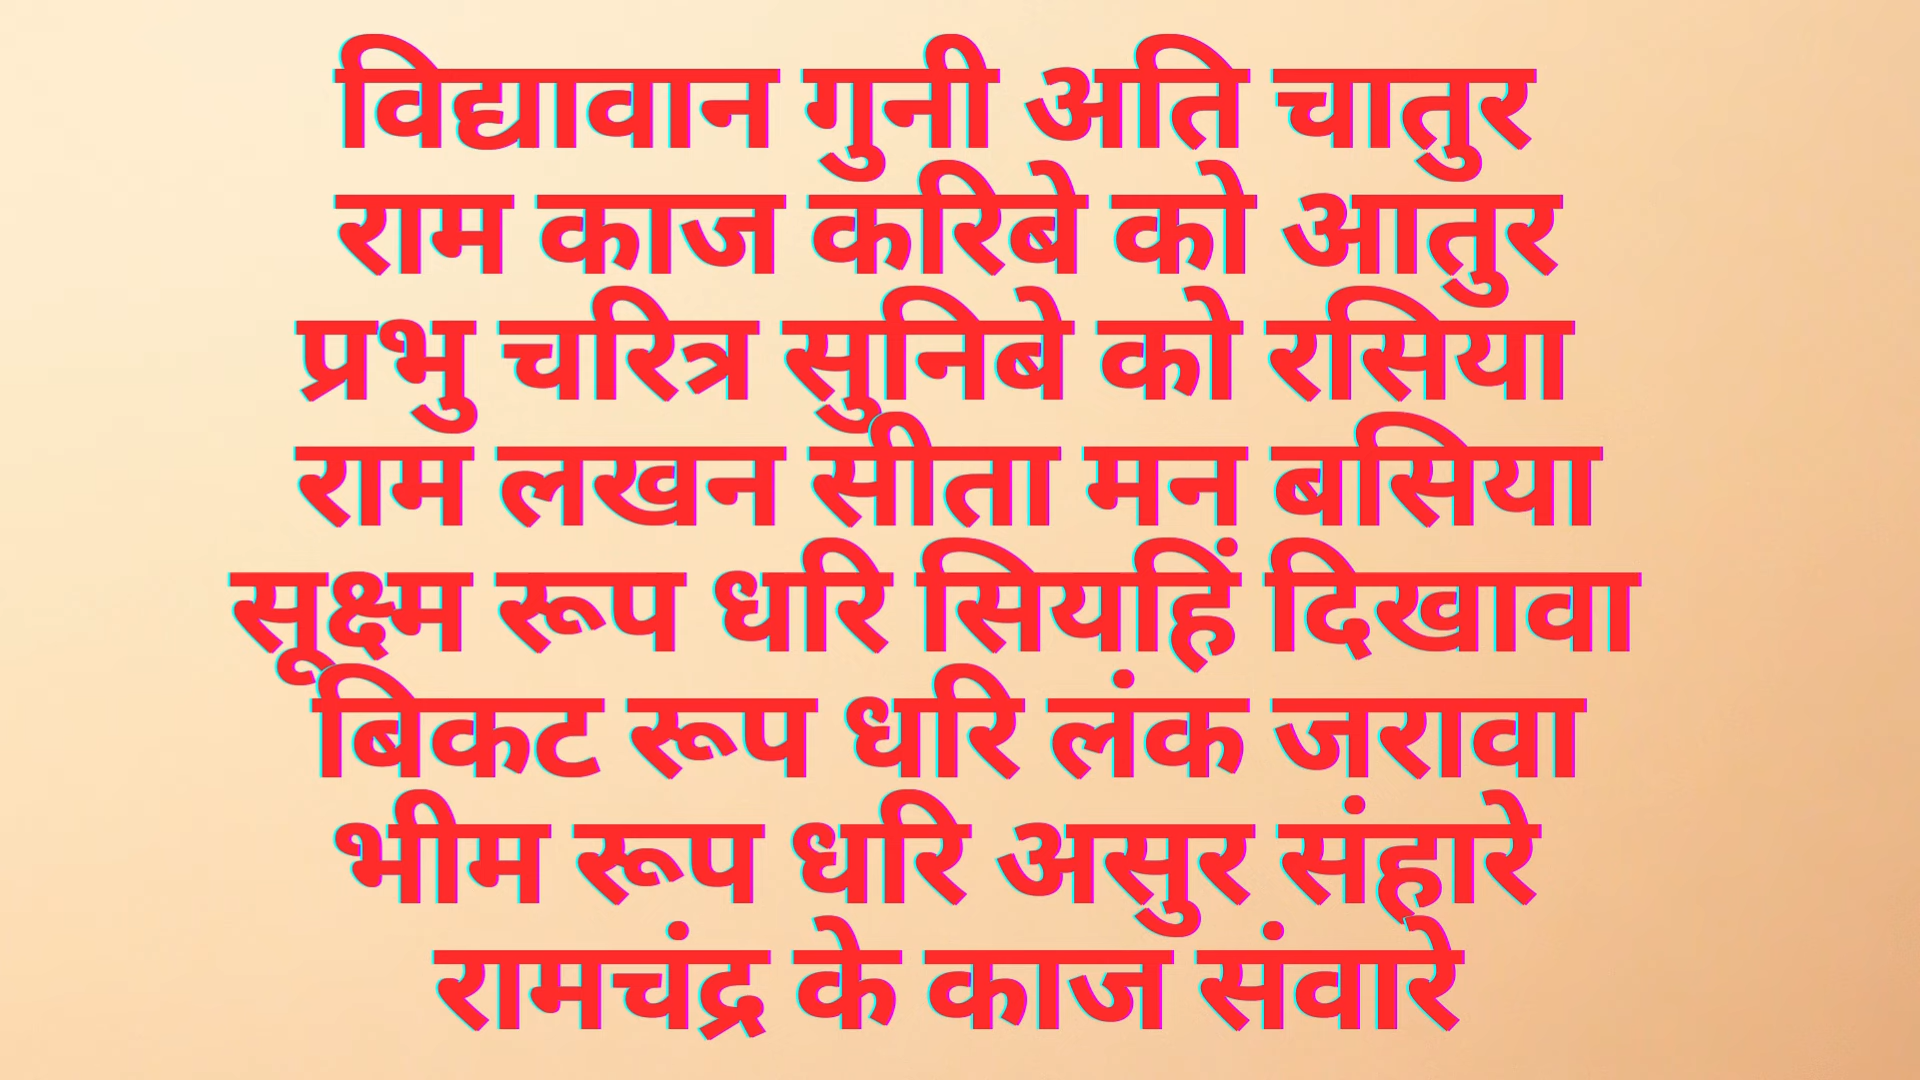 विद्यावान गुनी अति चातुर
राम काज करिबे को आतुर
प्रभु चरित्र सुनिबे को रसिया
राम लखन सीता मन बसिया
सूक्ष्म रूप धरि सियहिं दिखावा
बिकट रूप धरि लंक जरावा
भीम रूप धरि असुर संहारे
रामचंद्र के काज संवारे